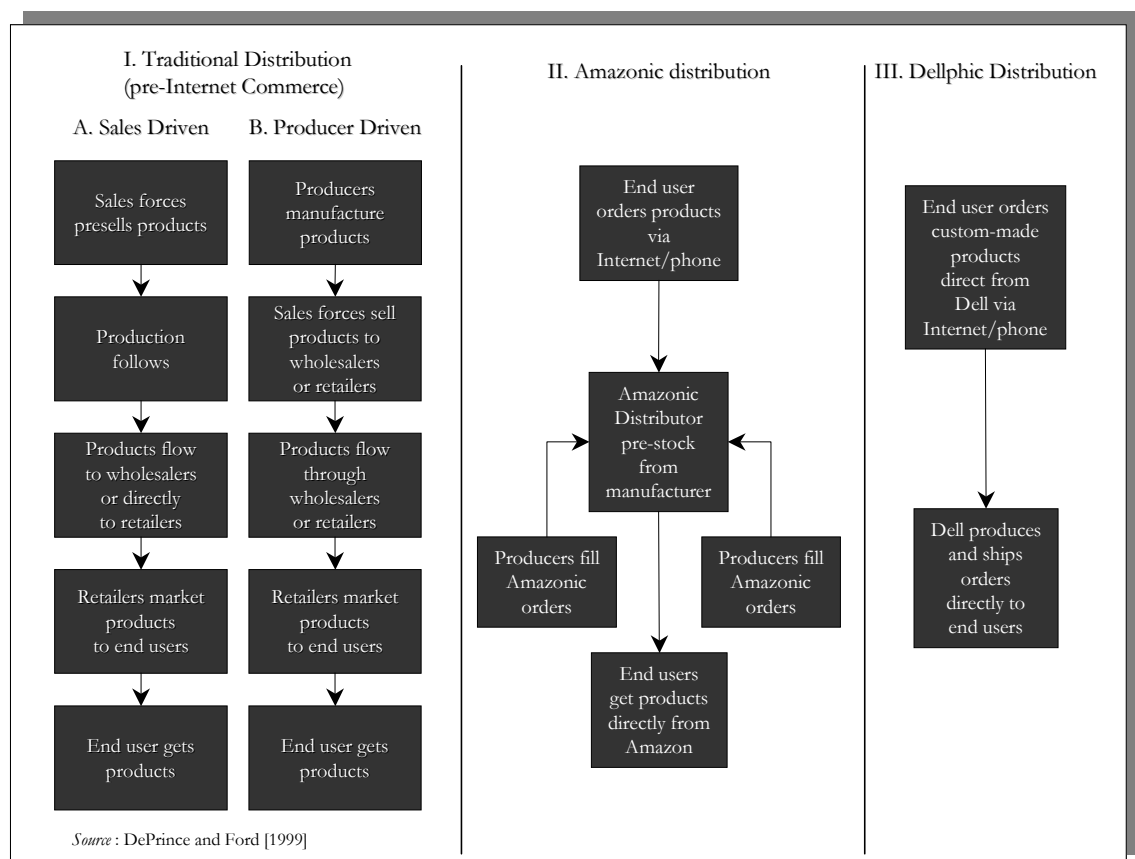 I. Traditional Distribution
(pre-Internet Commerce)
A. Sales Driven
Sales forces
presells products
Production
follows
Products flow
to wholesalers
or directly
to retailers
Retailers market
products
to end users
End user gets
products
B. Producer Driven
Producers
manufacture
products
Sales forces sell
products to
wholesalers
or retailers
Products flow
through
wholesalers
or retailers
Retailers market
products
to end users
End user gets
products
Source : DePrince and Ford [1999]
II. Amazonic distribution
End user
orders products
via
Internet/phone
Amazonic
Distributor
pre-stock
from
manufacturer
Producers fill
Amazonic
orders
Producers fill
Amazonic
orders
End users
get products
directly from
Amazon
III. Dellphic Distribution
End user orders
custom-made
products
direct from
Dell via
Internet/phone
Dell produces
and ships
orders
directly to
end users